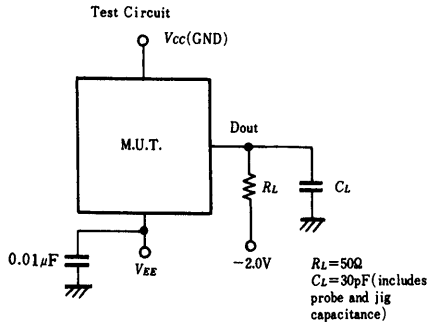 Test Circuit
Vcc(GND)
M.U.T.
Dout
RL
CL
0.01μF
VEE
−2.0V
RL=50Ω
CL=30pF(includes
probe and jig
capacitance)